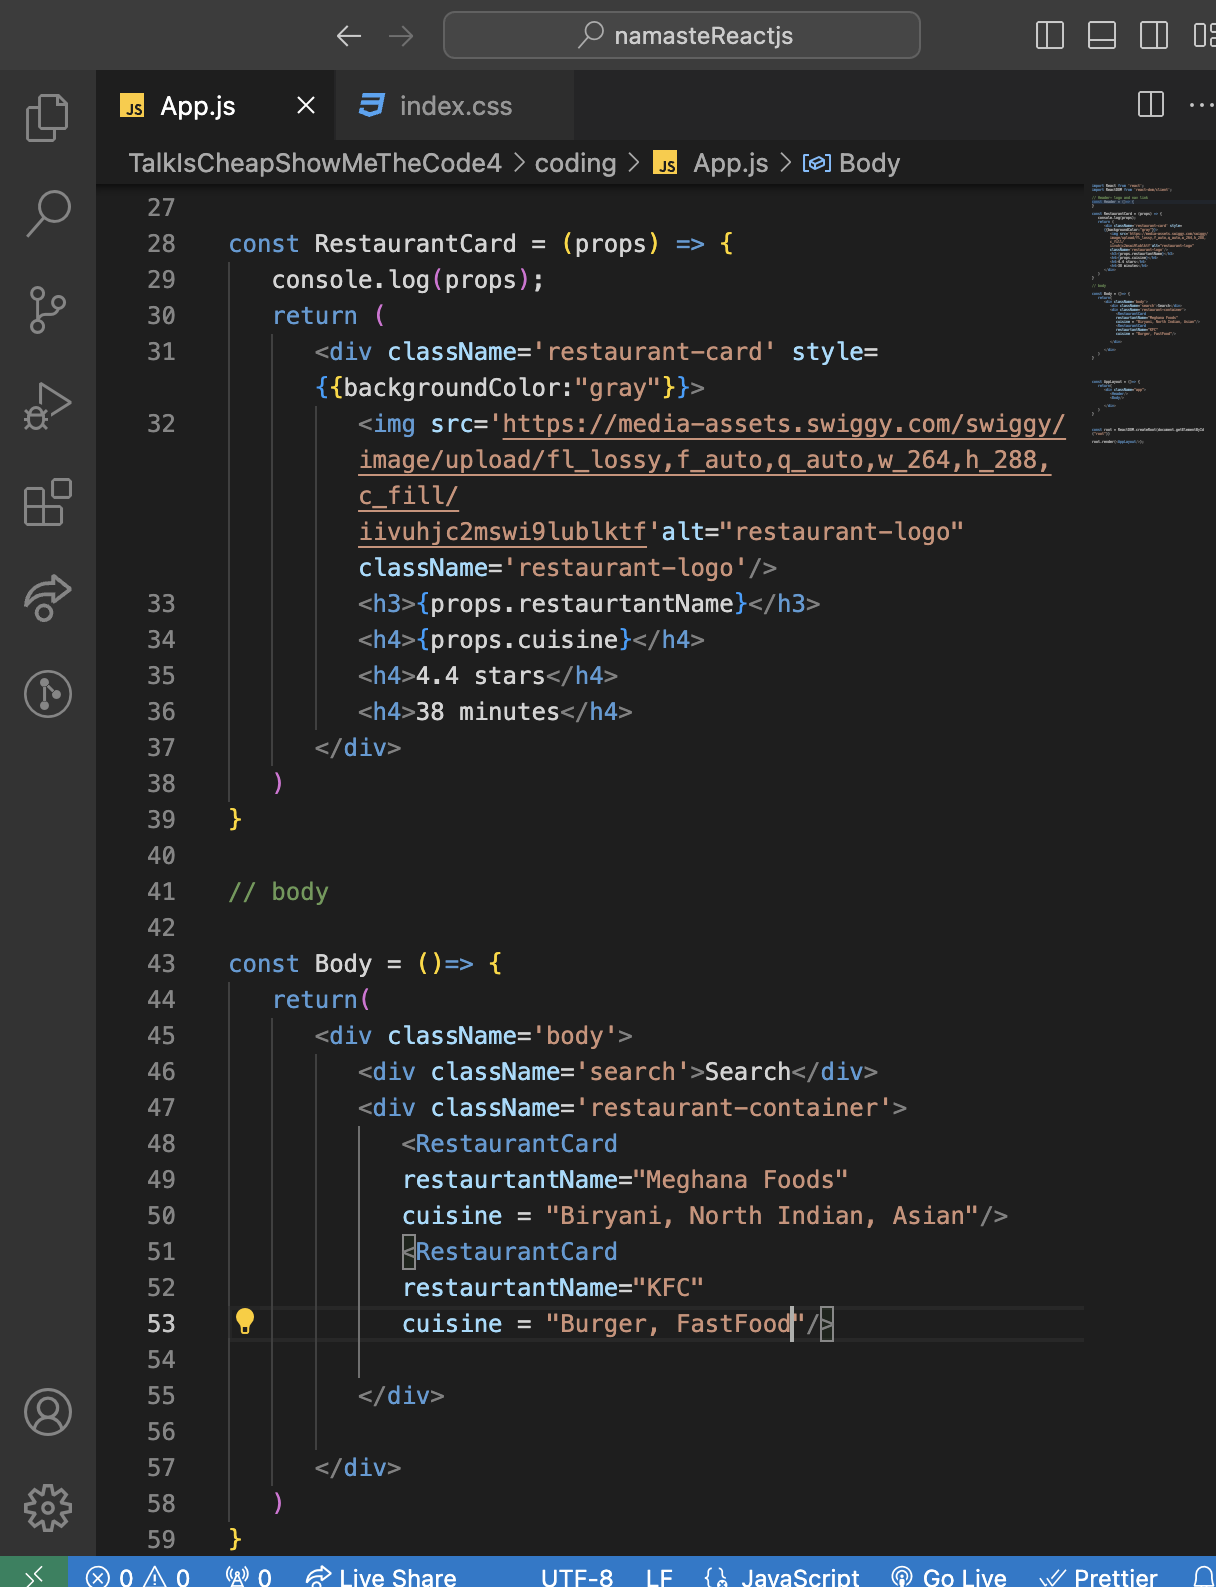 namasteReactjs
JS App.js index.css
TalkIsCheapShowMeTheCode4 > coding > JS App.js > Body
27
28 const RestaurantCard = (props) => {
29 console.log(props);
30 return (
31 <div className='restaurant-card' style=
{{backgroundColor:"gray"}}>
32 <img src='https://media-assets.swiggy.com/swiggy/
image/upload/fl_lossy,f_auto,q_auto,w_264,h_288,
c_fill/
iivuhjc2mswi9lublktf'alt="restaurant-logo"
className='restaurant-logo'/>
33 <h3>{props.restaurtantName}</h3>
34 <h4>{props.cuisine}</h4>
35 <h4>4.4 stars</h4>
36 <h4>38 minutes</h4>
37 </div>
38 )
39 }
40
41 // body
42
43 const Body = ()=> {
44 return(
45 <div className='body'>
46 <div className='search'>Search</div>
47 <div className='restaurant-container'>
48 <RestaurantCard
49 restaurtantName="Meghana Foods"
50 cuisine = "Biryani, North Indian, Asian"/>
51 <RestaurantCard
52 restaurtantName="KFC"
53 cuisine = "Burger, FastFood"/>
54
55 </div>
56
57 </div>
58 )
59 }
0 0 0 Live Share UTF-8 LF JavaScript Go Live Prettier